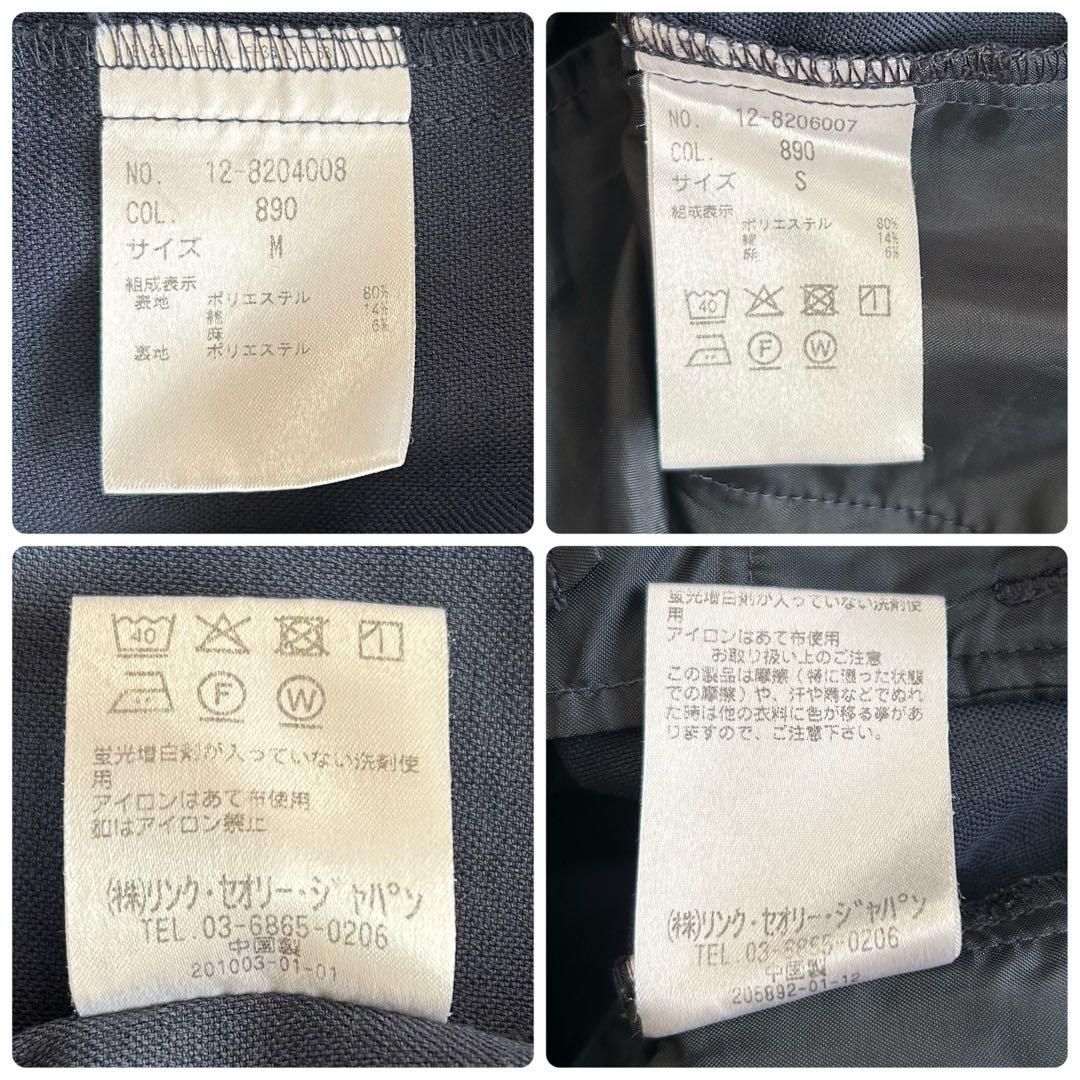 NO. 12-8204008
COL. 890
サイズ M
組成表示
表地 ポリエステル 80%
綿 14%
麻 6%
裏地 ポリエステル
NO. 12-8206007
COL. 890
サイズ S
組成表示
ポリエステル 80%
綿 14%
麻 6%
40
F W
40
F W
蛍光増白剤が入っていない洗剤使
用
アイロンはあて布使用
釦はアイロン禁止
(株)リンク・セオリー・ジャパン
TEL.03-6865-0206
中国製
201003-01-01
蛍光増白剤が入っていない洗剤使
用
アイロンはあて布使用
お取り扱い上のご注意
この製品は摩擦(特に湿った状態
での摩擦)や、汗や雨などでぬれ
た時は他の衣料に色が移る事があ
りますので、ご注意下さい。
(株)リンク・セオリー・ジャパン
TEL.03-6865-0206
中国製
205892-01-12